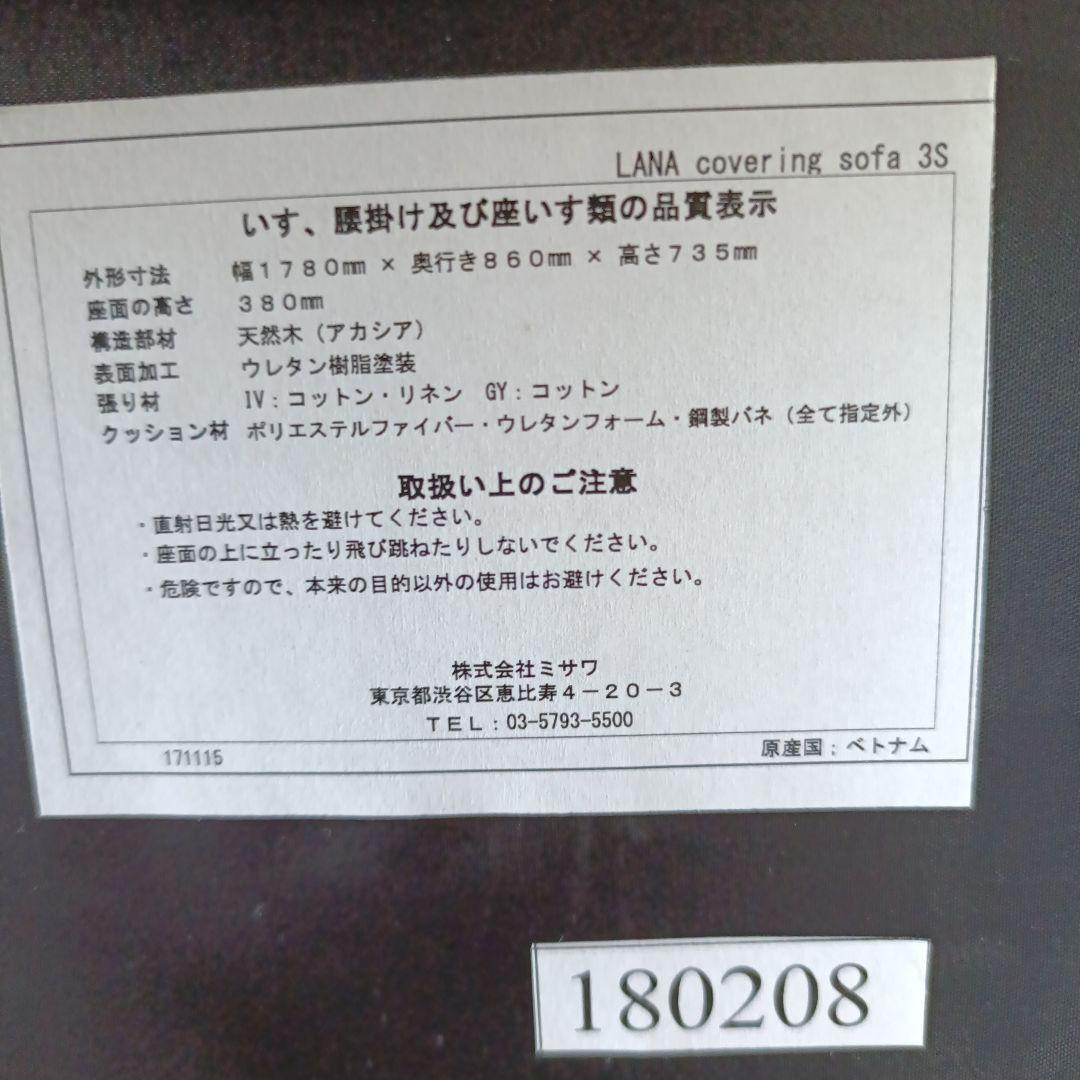 LANA covering sofa 3S
いす、腰掛け及び座いす類の品質表示
外形寸法 幅１７８０㎜ × 奥行き８６０㎜ × 高さ７３５㎜
座面の高さ ３８０㎜
構造部材 天然木（アカシア）
表面加工 ウレタン樹脂塗装
張り材 IV：コットン・リネン GY：コットン
クッション材 ポリエステルファイバー・ウレタンフォーム・鋼製バネ（全て指定外）
取扱い上のご注意
・直射日光又は熱を避けてください。
・座面の上に立ったり飛び跳ねたりしないでください。
・危険ですので、本来の目的以外の使用はお避けください。
株式会社ミサワ
東京都渋谷区恵比寿４－２０－３
ＴＥＬ：03-5793-5500
171115 原産国：ベトナム
180208